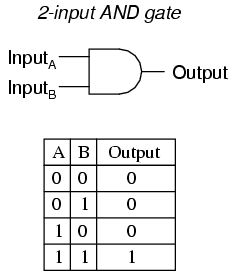 2-input AND gate
InputA
InputB
Output
A B Output
0 0 0
0 1 0
1 0 0
1 1 1